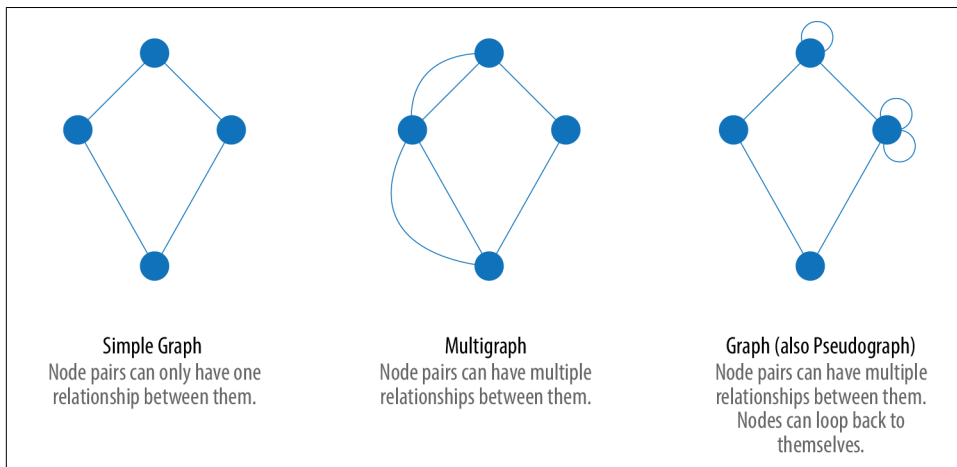 Simple Graph
Node pairs can only have one
relationship between them.
Multigraph
Node pairs can have multiple
relationships between them.
Graph (also Pseudograph)
Node pairs can have multiple
relationships between them.
Nodes can loop back to
themselves.